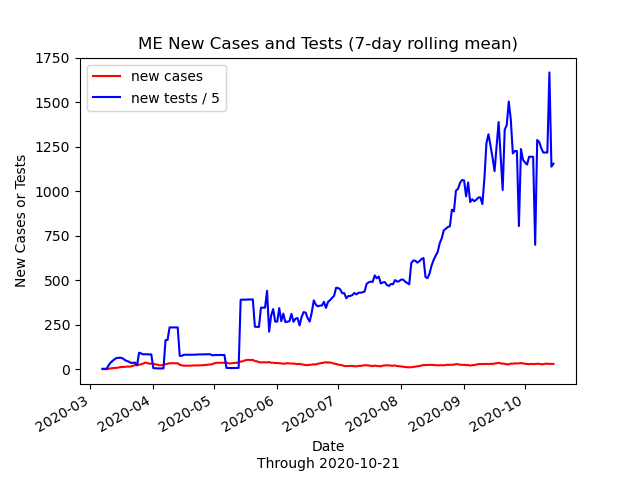 ME New Cases and Tests (7-day rolling mean)
new cases
new tests / 5
New Cases or Tests
1750
1500
1250
1000
750
500
250
0
2020-03
2020-04
2020-05
2020-06
2020-07
2020-08
2020-09
2020-10
Date
Through 2020-10-21